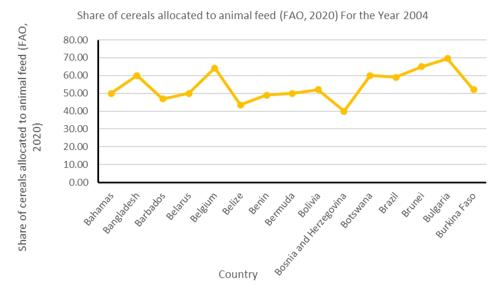 Share of cereals allocated to animal feed (FAO, 2020) For the Year 2004
Share of cereals allocated to animal feed (FAO,
2020)
80.00
70.00
60.00
50.00
40.00
30.00
20.00
10.00
0.00
Bahamas
Bangladesh
Barbados
Belarus
Belgium
Belize
Benin
Bermuda
Bolivia
Bosnia and Herzegovina
Botswana
Brazil
Brunei
Bulgaria
Burkina Faso
Country